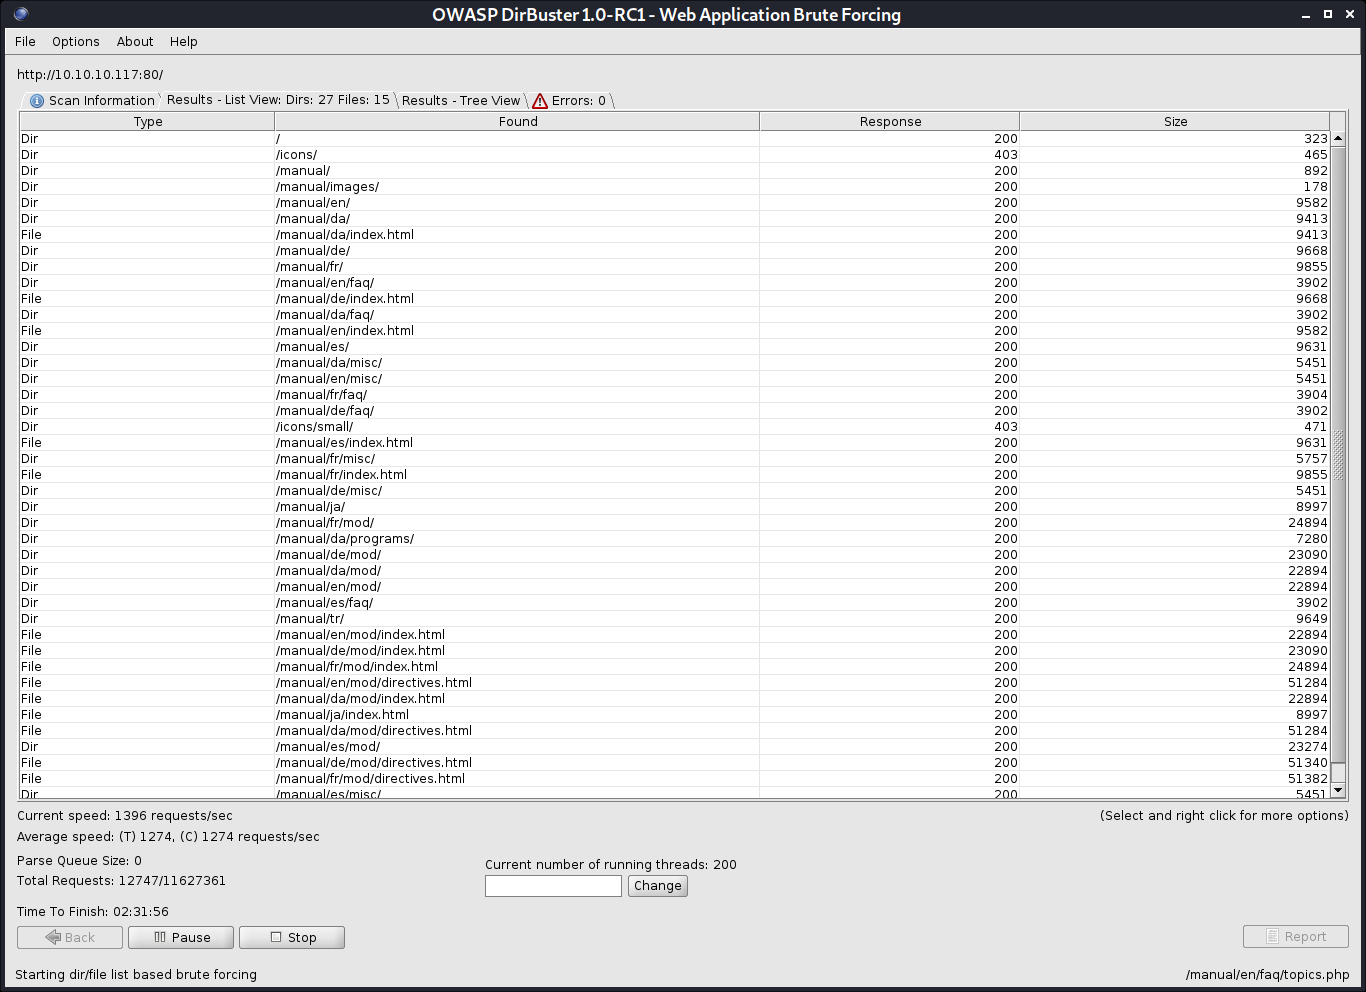 OWASP DirBuster 1.0-RC1 - Web Application Brute Forcing
File Options About Help
http://10.10.10.117:80/
Scan Information Results - List View: Dirs: 27 Files: 15 Results - Tree View Errors: 0
Type Found Response Size
Dir / 200 323
Dir /icons/ 403 465
Dir /manual/ 200 892
Dir /manual/images/ 200 178
Dir /manual/en/ 200 9582
Dir /manual/da/ 200 9413
File /manual/da/index.html 200 9413
Dir /manual/de/ 200 9668
Dir /manual/fr/ 200 9855
Dir /manual/en/faq/ 200 3902
File /manual/de/index.html 200 9668
Dir /manual/da/faq/ 200 3902
File /manual/en/index.html 200 9582
Dir /manual/es/ 200 9631
Dir /manual/da/misc/ 200 5451
Dir /manual/en/misc/ 200 5451
Dir /manual/fr/faq/ 200 3904
Dir /manual/de/faq/ 200 3902
Dir /icons/small/ 403 471
File /manual/es/index.html 200 9631
Dir /manual/fr/misc/ 200 5757
File /manual/fr/index.html 200 9855
Dir /manual/de/misc/ 200 5451
Dir /manual/ja/ 200 8997
Dir /manual/fr/mod/ 200 24894
Dir /manual/da/programs/ 200 7280
Dir /manual/de/mod/ 200 23090
Dir /manual/da/mod/ 200 22894
Dir /manual/en/mod/ 200 22894
Dir /manual/es/faq/ 200 3902
Dir /manual/tr/ 200 9649
File /manual/en/mod/index.html 200 22894
File /manual/de/mod/index.html 200 23090
File /manual/fr/mod/index.html 200 24894
File /manual/en/mod/directives.html 200 51284
File /manual/da/mod/index.html 200 22894
File /manual/ja/index.html 200 8997
File /manual/da/mod/directives.html 200 51284
Dir /manual/es/mod/ 200 23274
File /manual/de/mod/directives.html 200 51340
File /manual/fr/mod/directives.html 200 51382
Dir /manual/es/misc/ 200 5451
Current speed: 1396 requests/sec (Select and right click for more options)
Average speed: (T) 1274, (C) 1274 requests/sec
Parse Queue Size: 0
Current number of running threads: 200
Total Requests: 12747/11627361
Change
Time To Finish: 02:31:56
Back Pause Stop Report
Starting dir/file list based brute forcing /manual/en/faq/topics.php